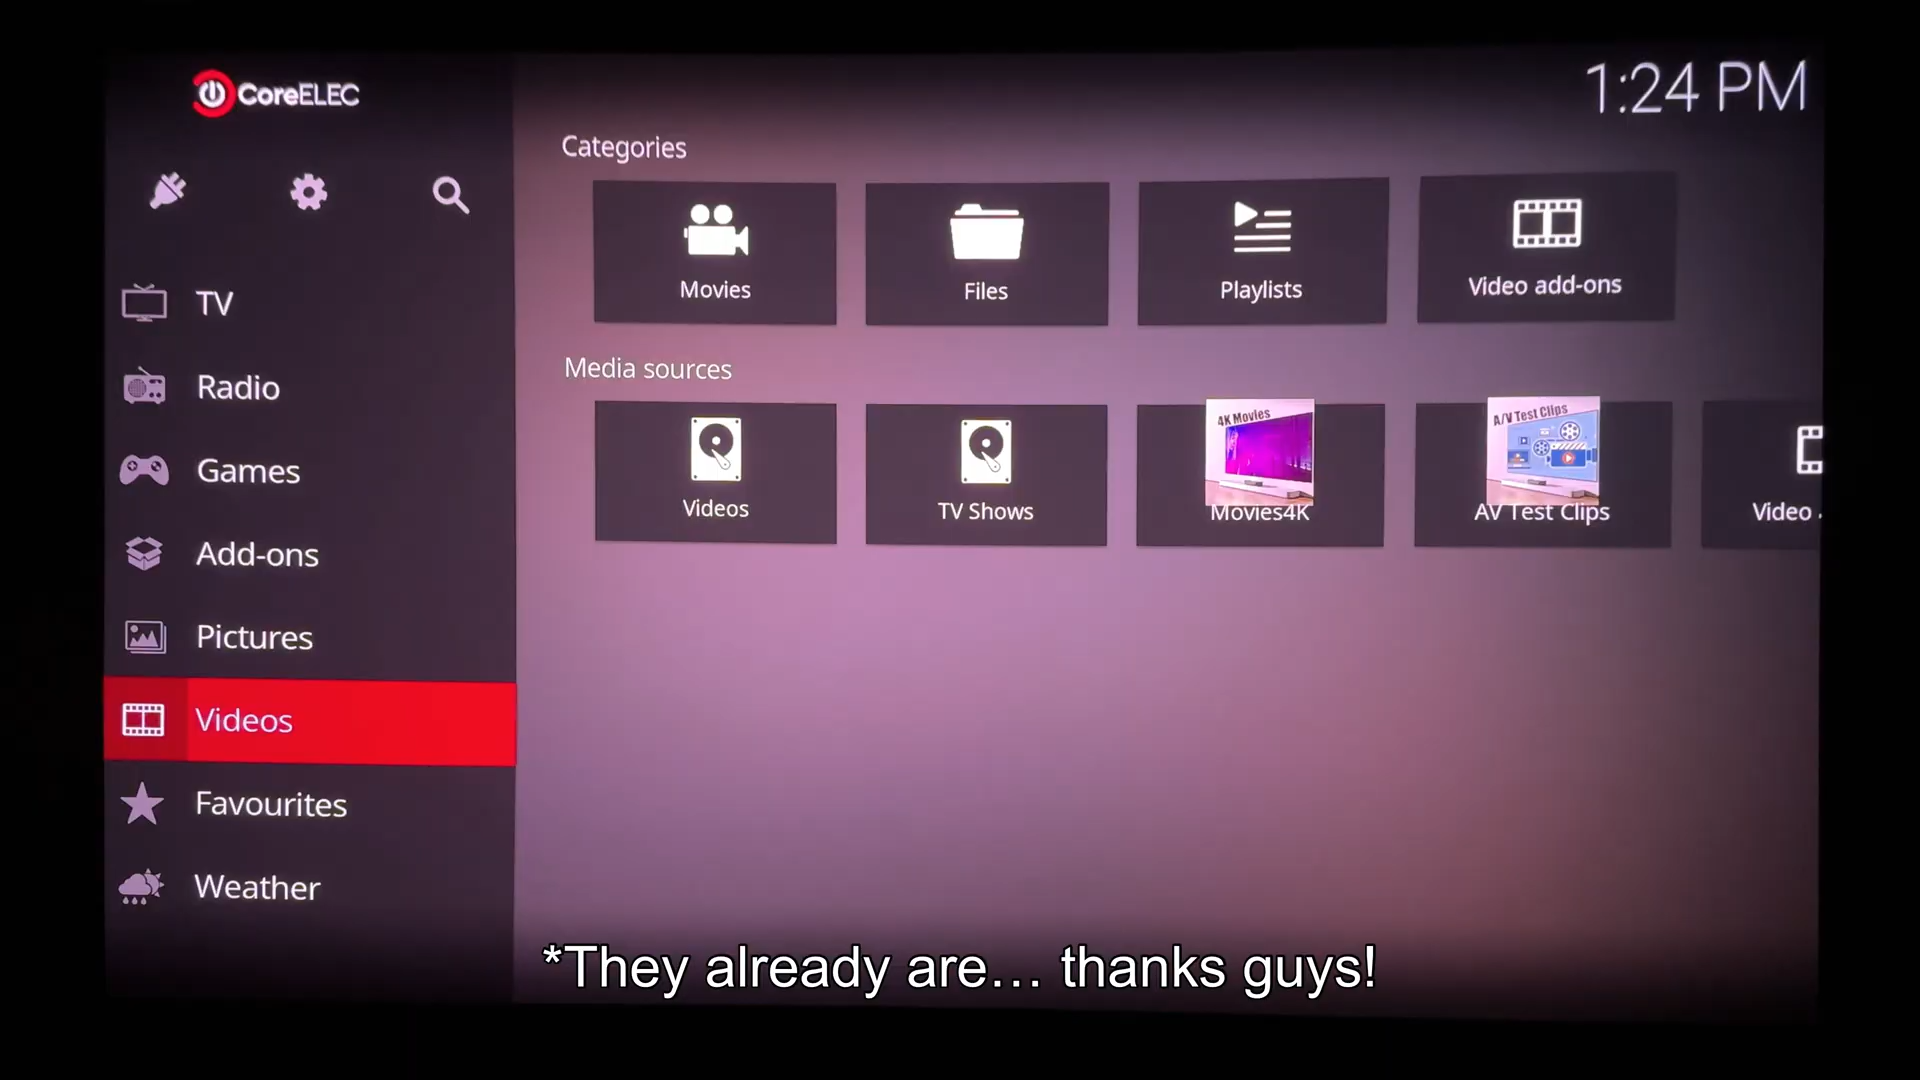 CoreELEC
1:24 PM
TV
Radio
Games
Add-ons
Pictures
Videos
Favourites
Weather
Categories
Movies
Files
Playlists
Video add-ons
Media sources
Videos
TV Shows
4K Movies
Movies4K
A/V Test Clips
AV Test Clips
Video
*They already are… thanks guys!